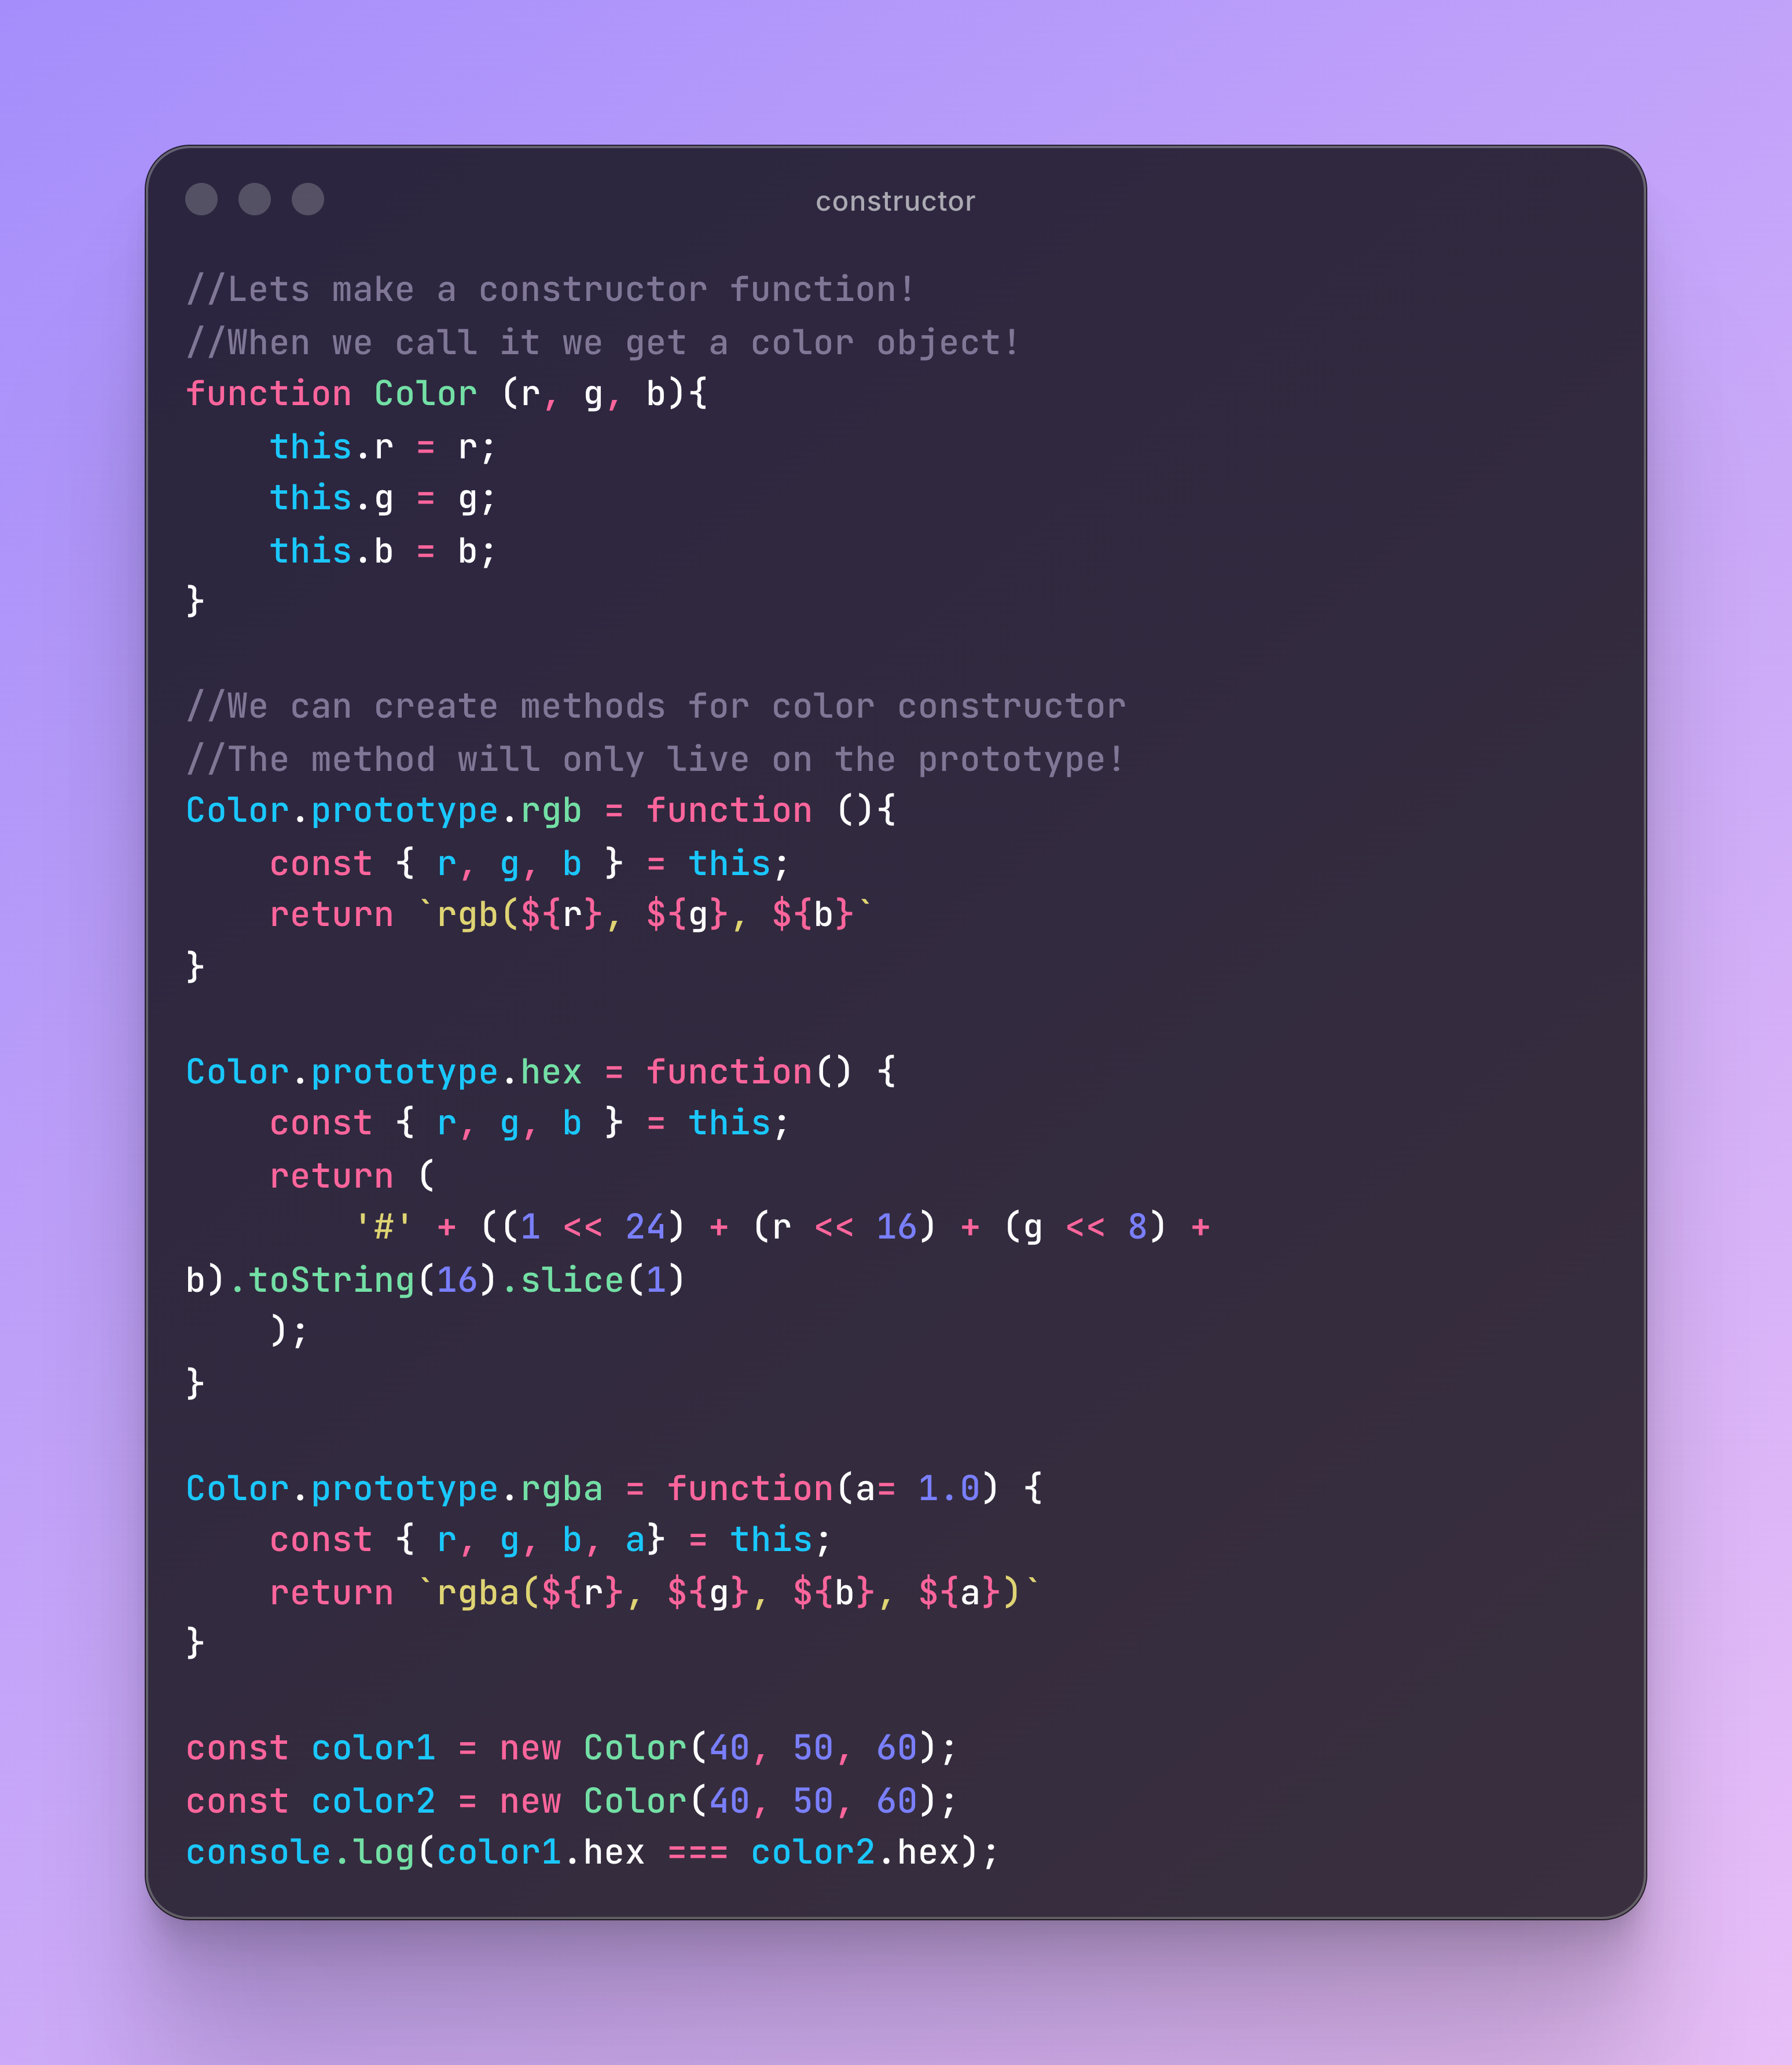 constructor
//Lets make a constructor function!
//When we call it we get a color object!
function Color (r, g, b){
    this.r = r;
    this.g = g;
    this.b = b;
}
//We can create methods for color constructor
//The method will only live on the prototype!
Color.prototype.rgb = function (){
    const { r, g, b } = this;
    return `rgb(${r}, ${g}, ${b}`
}
Color.prototype.hex = function() {
    const { r, g, b } = this;
    return (
        '#' + ((1 << 24) + (r << 16) + (g << 8) +
b).toString(16).slice(1)
    );
}
Color.prototype.rgba = function(a= 1.0) {
    const { r, g, b, a} = this;
    return `rgba(${r}, ${g}, ${b}, ${a})`
}
const color1 = new Color(40, 50, 60);
const color2 = new Color(40, 50, 60);
console.log(color1.hex === color2.hex);